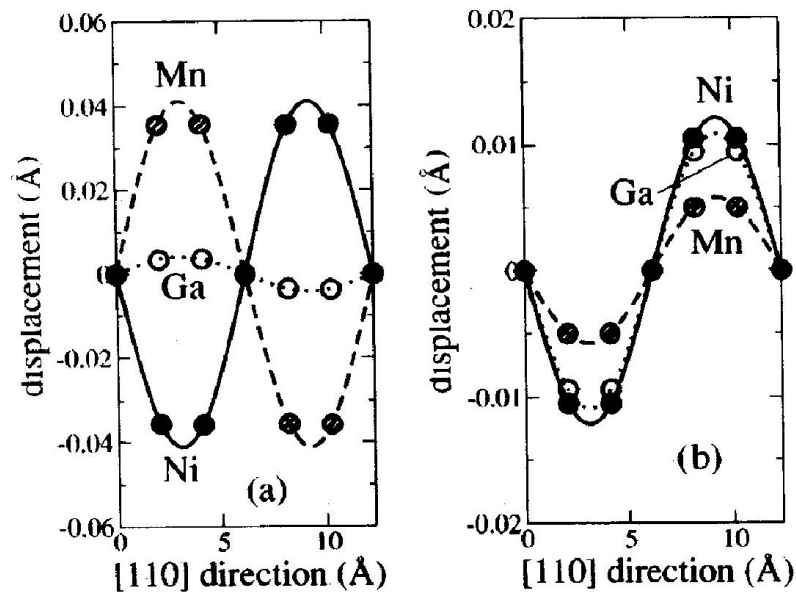 0.06
0.04
0.02
-0.02
-0.04
-0.06
displacement (Å)
Mn
Ga
Ni
(a)
0 5 10
[110] direction (Å)
0.02
0.01
0
-0.01
-0.02
displacement (Å)
Ni
Ga
Mn
(b)
0 5 10
[110] direction (Å)